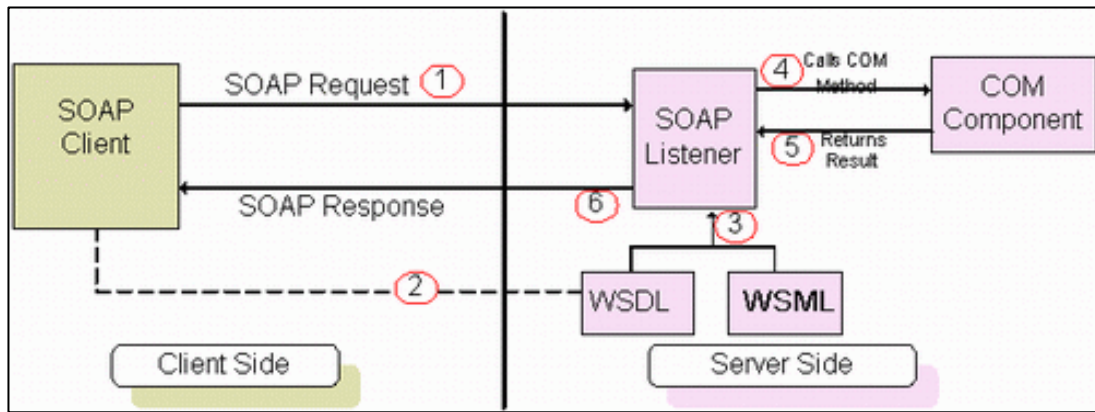 SOAP Request 1
SOAP
Client
SOAP Response
6
2
Client Side
SOAP
Listener
4 Calls COM
Method
COM
Component
5 Returns
Result
3
WSDL
WSML
Server Side